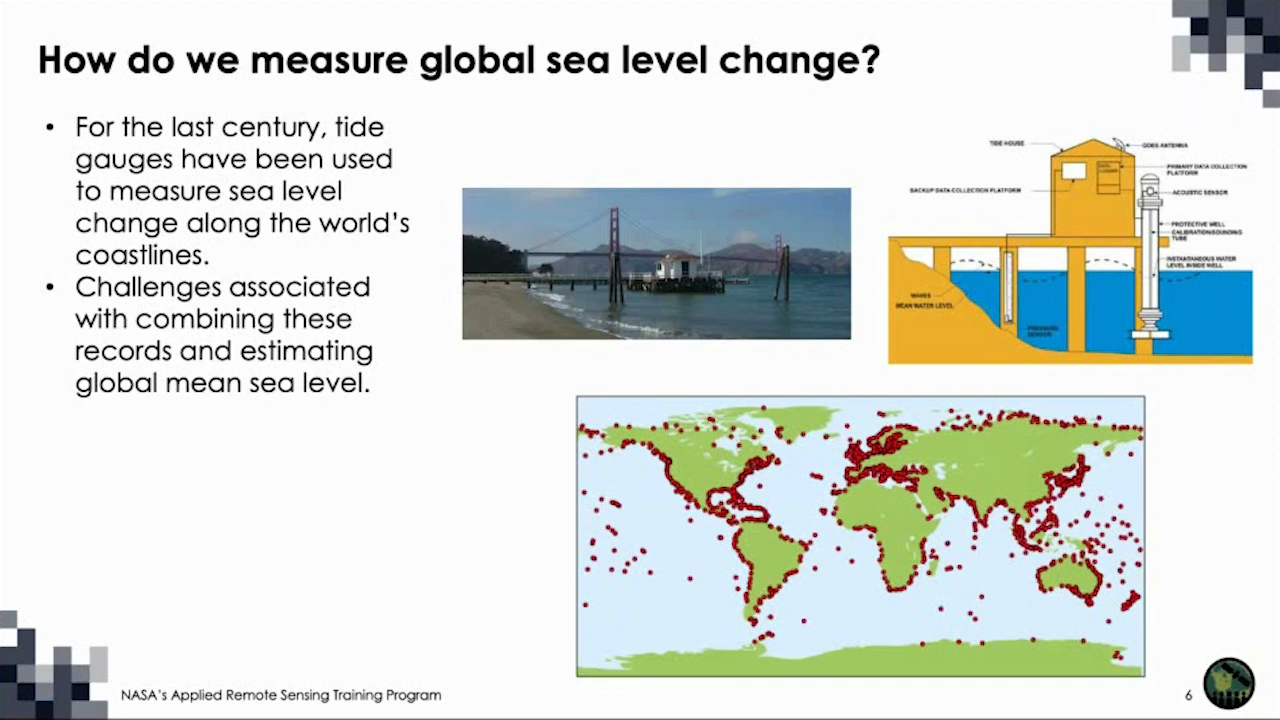 How do we measure global sea level change?
• For the last century, tide
gauges have been used
to measure sea level
change along the world's
coastlines.
• Challenges associated
with combining these
records and estimating
global mean sea level.
TIDE HOUSE
GOES ANTENNA
DATA LOGGER
PRIMARY DATA COLLECTION
PLATFORM
BACKUP DATA COLLECTION PLATFORM
ACOUSTIC SENSOR
PROTECTIVE WELL
CALIBRATION/SOUNDING
TUBE
INSTANTANEOUS WATER
LEVEL INSIDE WELL
WAVES
MEAN WATER LEVEL
PRESSURE
SENSOR
NASA's Applied Remote Sensing Training Program
6